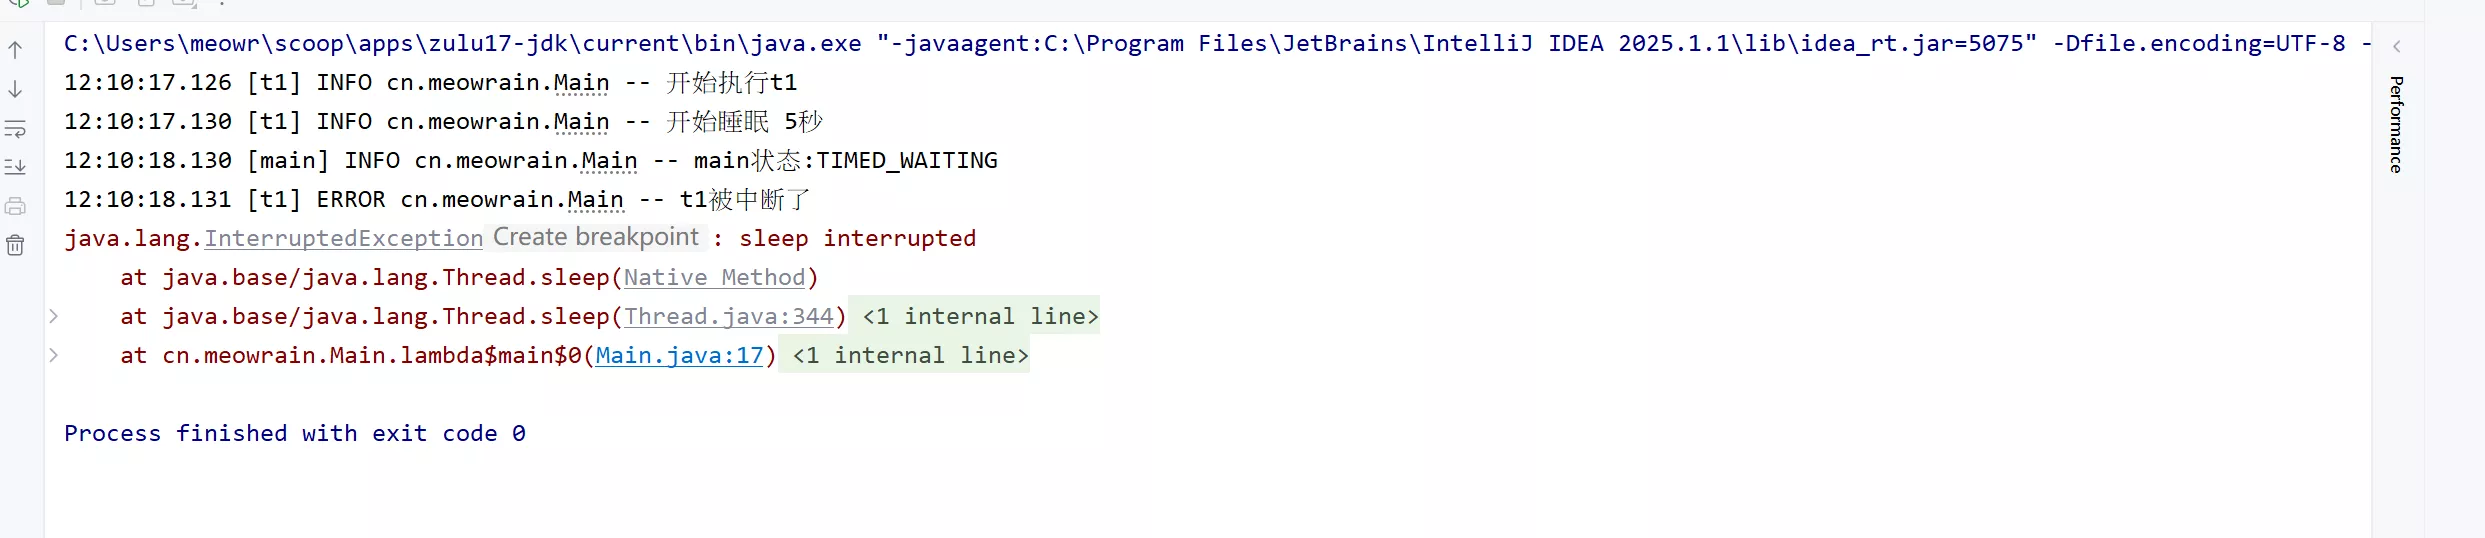 C:\Users\meowr\scoop\apps\zulu17-jdk\current\bin\java.exe "-javaagent:C:\Program Files\JetBrains\IntelliJ IDEA 2025.1.1\lib\idea_rt.jar=5075" -Dfile.encoding=UTF-8 -
12:10:17.126 [t1] INFO cn.meowrain.Main -- 开始执行t1
12:10:17.130 [t1] INFO cn.meowrain.Main -- 开始睡眠 5秒
12:10:18.130 [main] INFO cn.meowrain.Main -- main状态:TIMED_WAITING
12:10:18.131 [t1] ERROR cn.meowrain.Main -- t1被中断了
java.lang.InterruptedException Create breakpoint : sleep interrupted
at java.base/java.lang.Thread.sleep(Native Method)
at java.base/java.lang.Thread.sleep(Thread.java:344) <1 internal line>
at cn.meowrain.Main.lambda$main$0(Main.java:17) <1 internal line>
Process finished with exit code 0
Performance